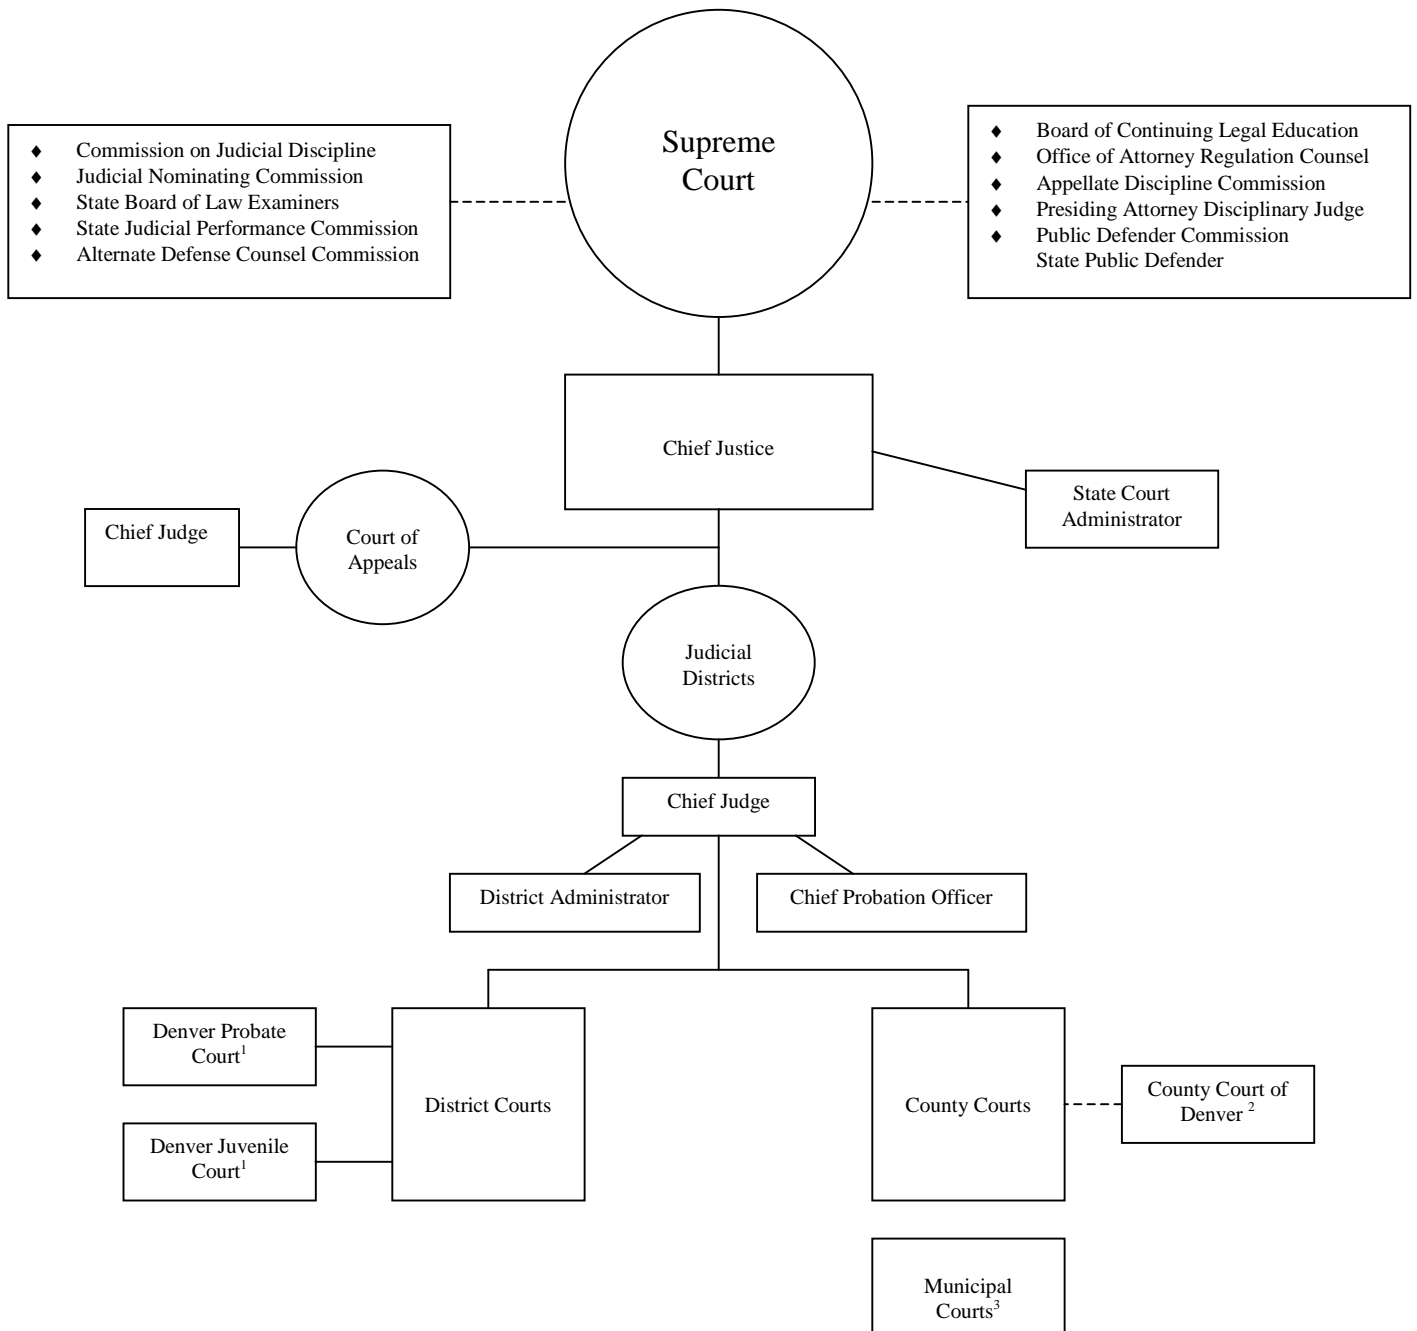 Supreme
Court
♦ Commission on Judicial Discipline
♦ Judicial Nominating Commission
♦ State Board of Law Examiners
♦ State Judicial Performance Commission
♦ Alternate Defense Counsel Commission
♦ Board of Continuing Legal Education
♦ Office of Attorney Regulation Counsel
♦ Appellate Discipline Commission
♦ Presiding Attorney Disciplinary Judge
♦ Public Defender Commission
State Public Defender
Chief Justice
State Court
Administrator
Chief Judge
Court of
Appeals
Judicial
Districts
Chief Judge
District Administrator
Chief Probation Officer
Denver Probate
Court¹
Denver Juvenile
Court¹
District Courts
County Courts
County Court of
Denver ²
Municipal
Courts³